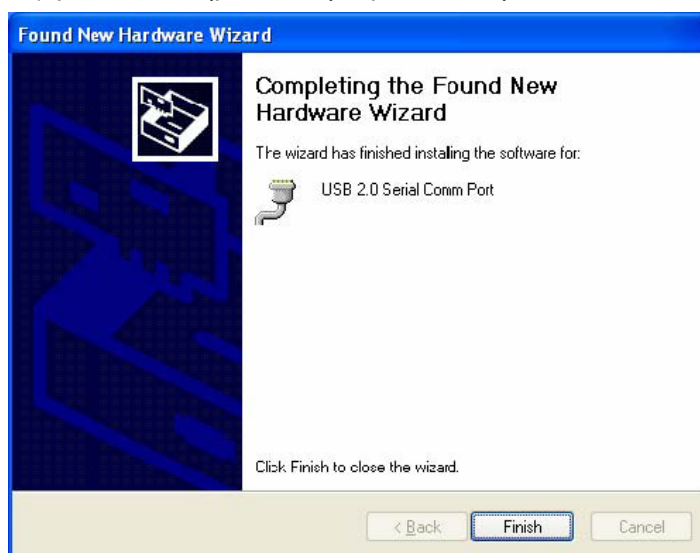 Found New Hardware Wizard
Completing the Found New
Hardware Wizard
The wizard has finished instaling the software for:
USB 2.0 Serial Comm Port
Click Finish to close the wizard.
< Back
Finish
Cancel